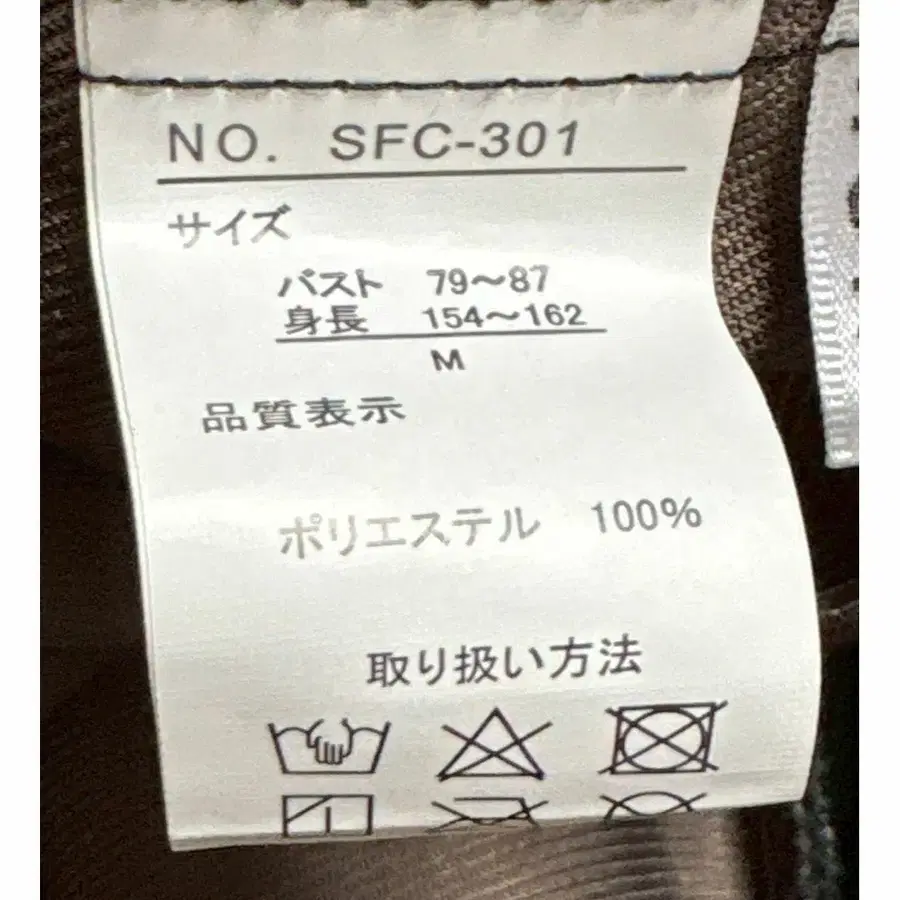 NO. SFC-301
サイズ
バスト 79～87
身長 154～162
M
品質表示
ポリエステル 100%
取り扱い方法